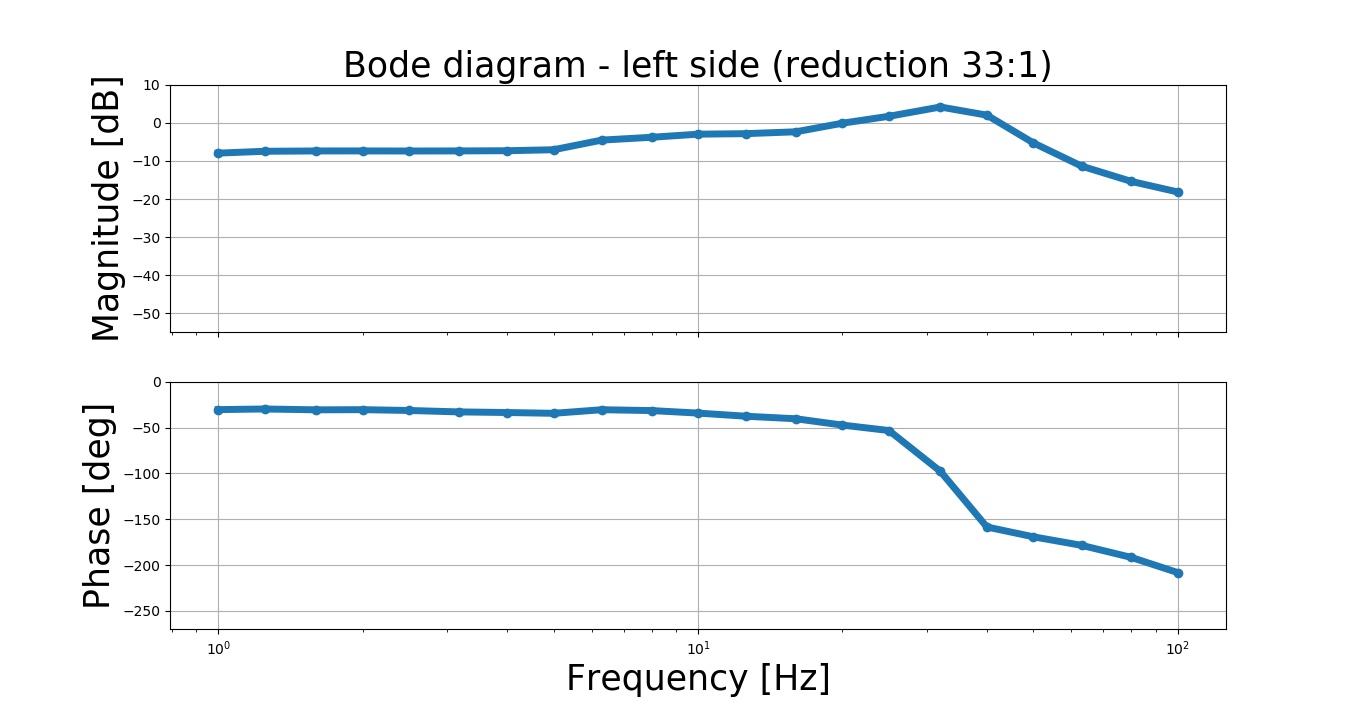 Bode diagram - left side (reduction 33:1)
Magnitude [dB]
10
0
−10
−20
−30
−40
−50
Phase [deg]
0
−50
−100
−150
−200
−250
10⁰ 10¹ 10²
Frequency [Hz]